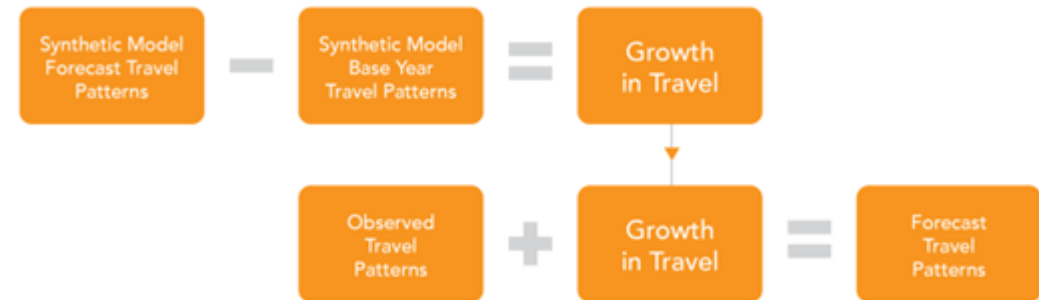 Synthetic Model
Forecast Travel
Patterns
Synthetic Model
Base Year
Travel Patterns
Growth
in Travel
Observed
Travel
Patterns
Growth
in Travel
Forecast
Travel
Patterns